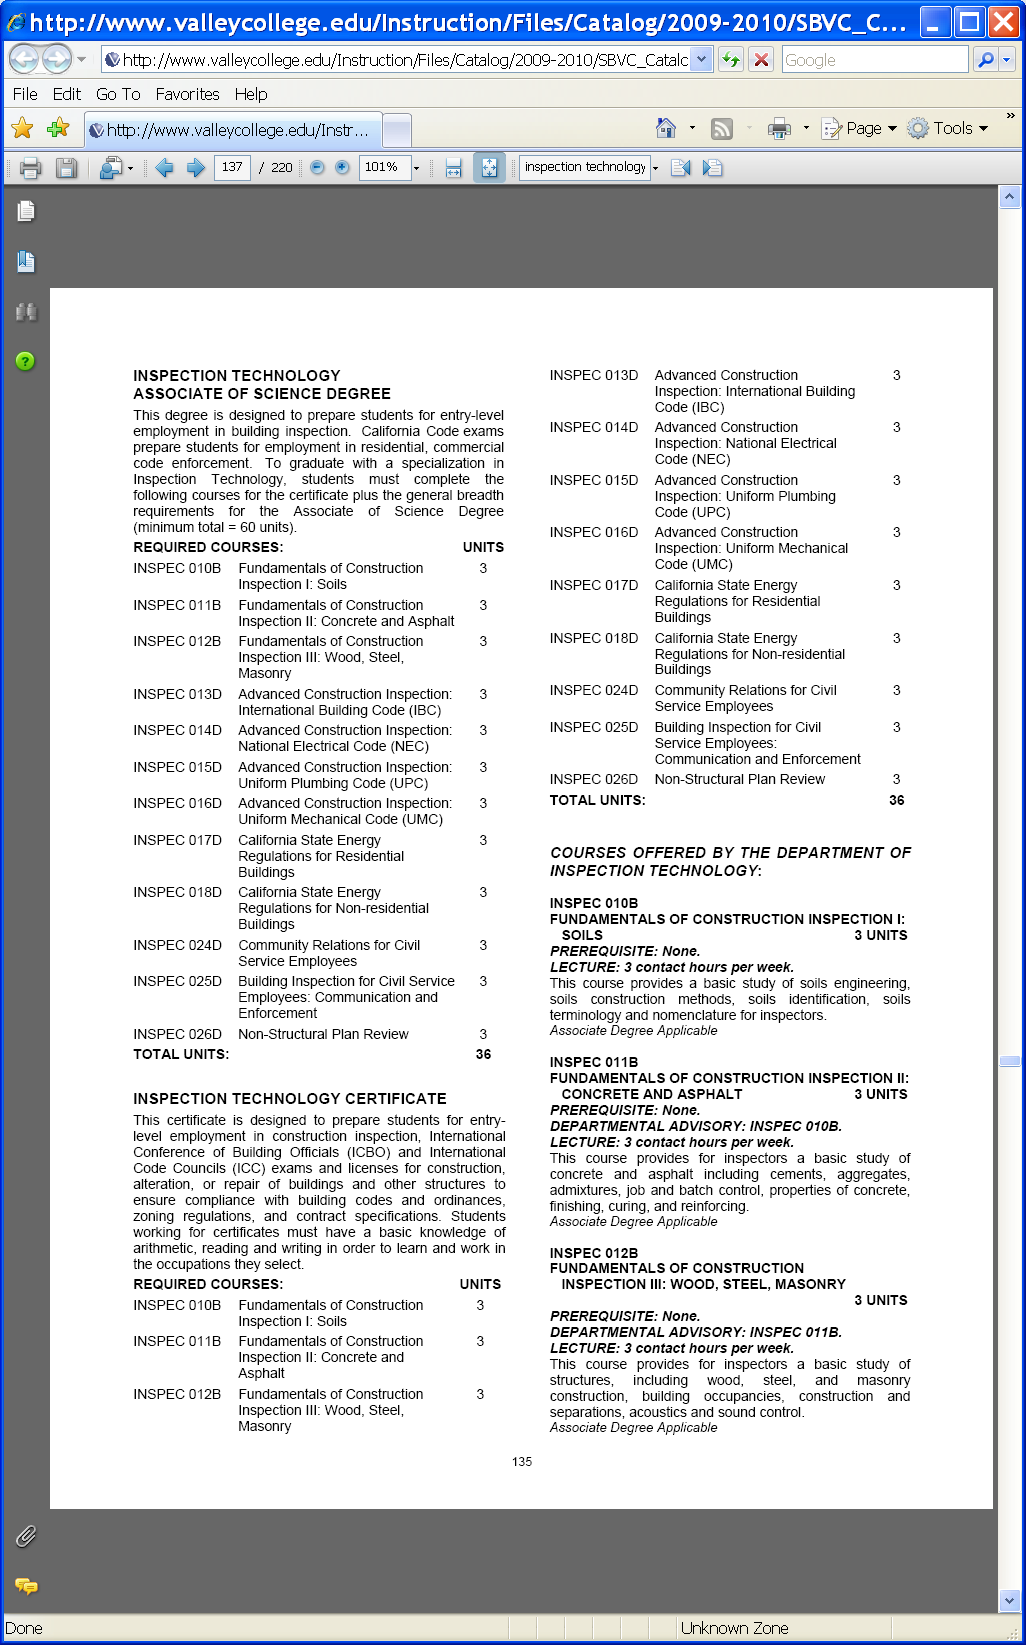 http://www.valleycollege.edu/Instruction/Files/Catalog/2009-2010/SBVC_C...
http://www.valleycollege.edu/Instruction/Files/Catalog/2009-2010/SBVC_Catalc
Google
File Edit Go To Favorites Help
http://www.valleycollege.edu/Instr...
Page Tools
137 / 220 101% inspection technology
INSPECTION TECHNOLOGY
ASSOCIATE OF SCIENCE DEGREE
This degree is designed to prepare students for entry-level
employment in building inspection. California Code exams
prepare students for employment in residential, commercial
code enforcement. To graduate with a specialization in
Inspection Technology, students must complete the
following courses for the certificate plus the general breadth
requirements for the Associate of Science Degree
(minimum total = 60 units).
REQUIRED COURSES: UNITS
INSPEC 010B Fundamentals of Construction 3
Inspection I: Soils
INSPEC 011B Fundamentals of Construction 3
Inspection II: Concrete and Asphalt
INSPEC 012B Fundamentals of Construction 3
Inspection III: Wood, Steel,
Masonry
INSPEC 013D Advanced Construction Inspection: 3
International Building Code (IBC)
INSPEC 014D Advanced Construction Inspection: 3
National Electrical Code (NEC)
INSPEC 015D Advanced Construction Inspection: 3
Uniform Plumbing Code (UPC)
INSPEC 016D Advanced Construction Inspection: 3
Uniform Mechanical Code (UMC)
INSPEC 017D California State Energy 3
Regulations for Residential
Buildings
INSPEC 018D California State Energy 3
Regulations for Non-residential
Buildings
INSPEC 024D Community Relations for Civil 3
Service Employees
INSPEC 025D Building Inspection for Civil Service 3
Employees: Communication and
Enforcement
INSPEC 026D Non-Structural Plan Review 3
TOTAL UNITS: 36
INSPECTION TECHNOLOGY CERTIFICATE
This certificate is designed to prepare students for entry-
level employment in construction inspection, International
Conference of Building Officials (ICBO) and International
Code Councils (ICC) exams and licenses for construction,
alteration, or repair of buildings and other structures to
ensure compliance with building codes and ordinances,
zoning regulations, and contract specifications. Students
working for certificates must have a basic knowledge of
arithmetic, reading and writing in order to learn and work in
the occupations they select.
REQUIRED COURSES: UNITS
INSPEC 010B Fundamentals of Construction 3
Inspection I: Soils
INSPEC 011B Fundamentals of Construction 3
Inspection II: Concrete and
Asphalt
INSPEC 012B Fundamentals of Construction 3
Inspection III: Wood, Steel,
Masonry
INSPEC 013D Advanced Construction 3
Inspection: International Building
Code (IBC)
INSPEC 014D Advanced Construction 3
Inspection: National Electrical
Code (NEC)
INSPEC 015D Advanced Construction 3
Inspection: Uniform Plumbing
Code (UPC)
INSPEC 016D Advanced Construction 3
Inspection: Uniform Mechanical
Code (UMC)
INSPEC 017D California State Energy 3
Regulations for Residential
Buildings
INSPEC 018D California State Energy 3
Regulations for Non-residential
Buildings
INSPEC 024D Community Relations for Civil 3
Service Employees
INSPEC 025D Building Inspection for Civil 3
Service Employees:
Communication and Enforcement
INSPEC 026D Non-Structural Plan Review 3
TOTAL UNITS: 36
COURSES OFFERED BY THE DEPARTMENT OF
INSPECTION TECHNOLOGY:
INSPEC 010B
FUNDAMENTALS OF CONSTRUCTION INSPECTION I:
SOILS 3 UNITS
PREREQUISITE: None.
LECTURE: 3 contact hours per week.
This course provides a basic study of soils engineering,
soils construction methods, soils identification, soils
terminology and nomenclature for inspectors.
Associate Degree Applicable
INSPEC 011B
FUNDAMENTALS OF CONSTRUCTION INSPECTION II:
CONCRETE AND ASPHALT 3 UNITS
PREREQUISITE: None.
DEPARTMENTAL ADVISORY: INSPEC 010B.
LECTURE: 3 contact hours per week.
This course provides for inspectors a basic study of
concrete and asphalt including cements, aggregates,
admixtures, job and batch control, properties of concrete,
finishing, curing, and reinforcing.
Associate Degree Applicable
INSPEC 012B
FUNDAMENTALS OF CONSTRUCTION
INSPECTION III: WOOD, STEEL, MASONRY
3 UNITS
PREREQUISITE: None.
DEPARTMENTAL ADVISORY: INSPEC 011B.
LECTURE: 3 contact hours per week.
This course provides for inspectors a basic study of
structures, including wood, steel, and masonry
construction, building occupancies, construction and
separations, acoustics and sound control.
Associate Degree Applicable
135
Done Unknown Zone